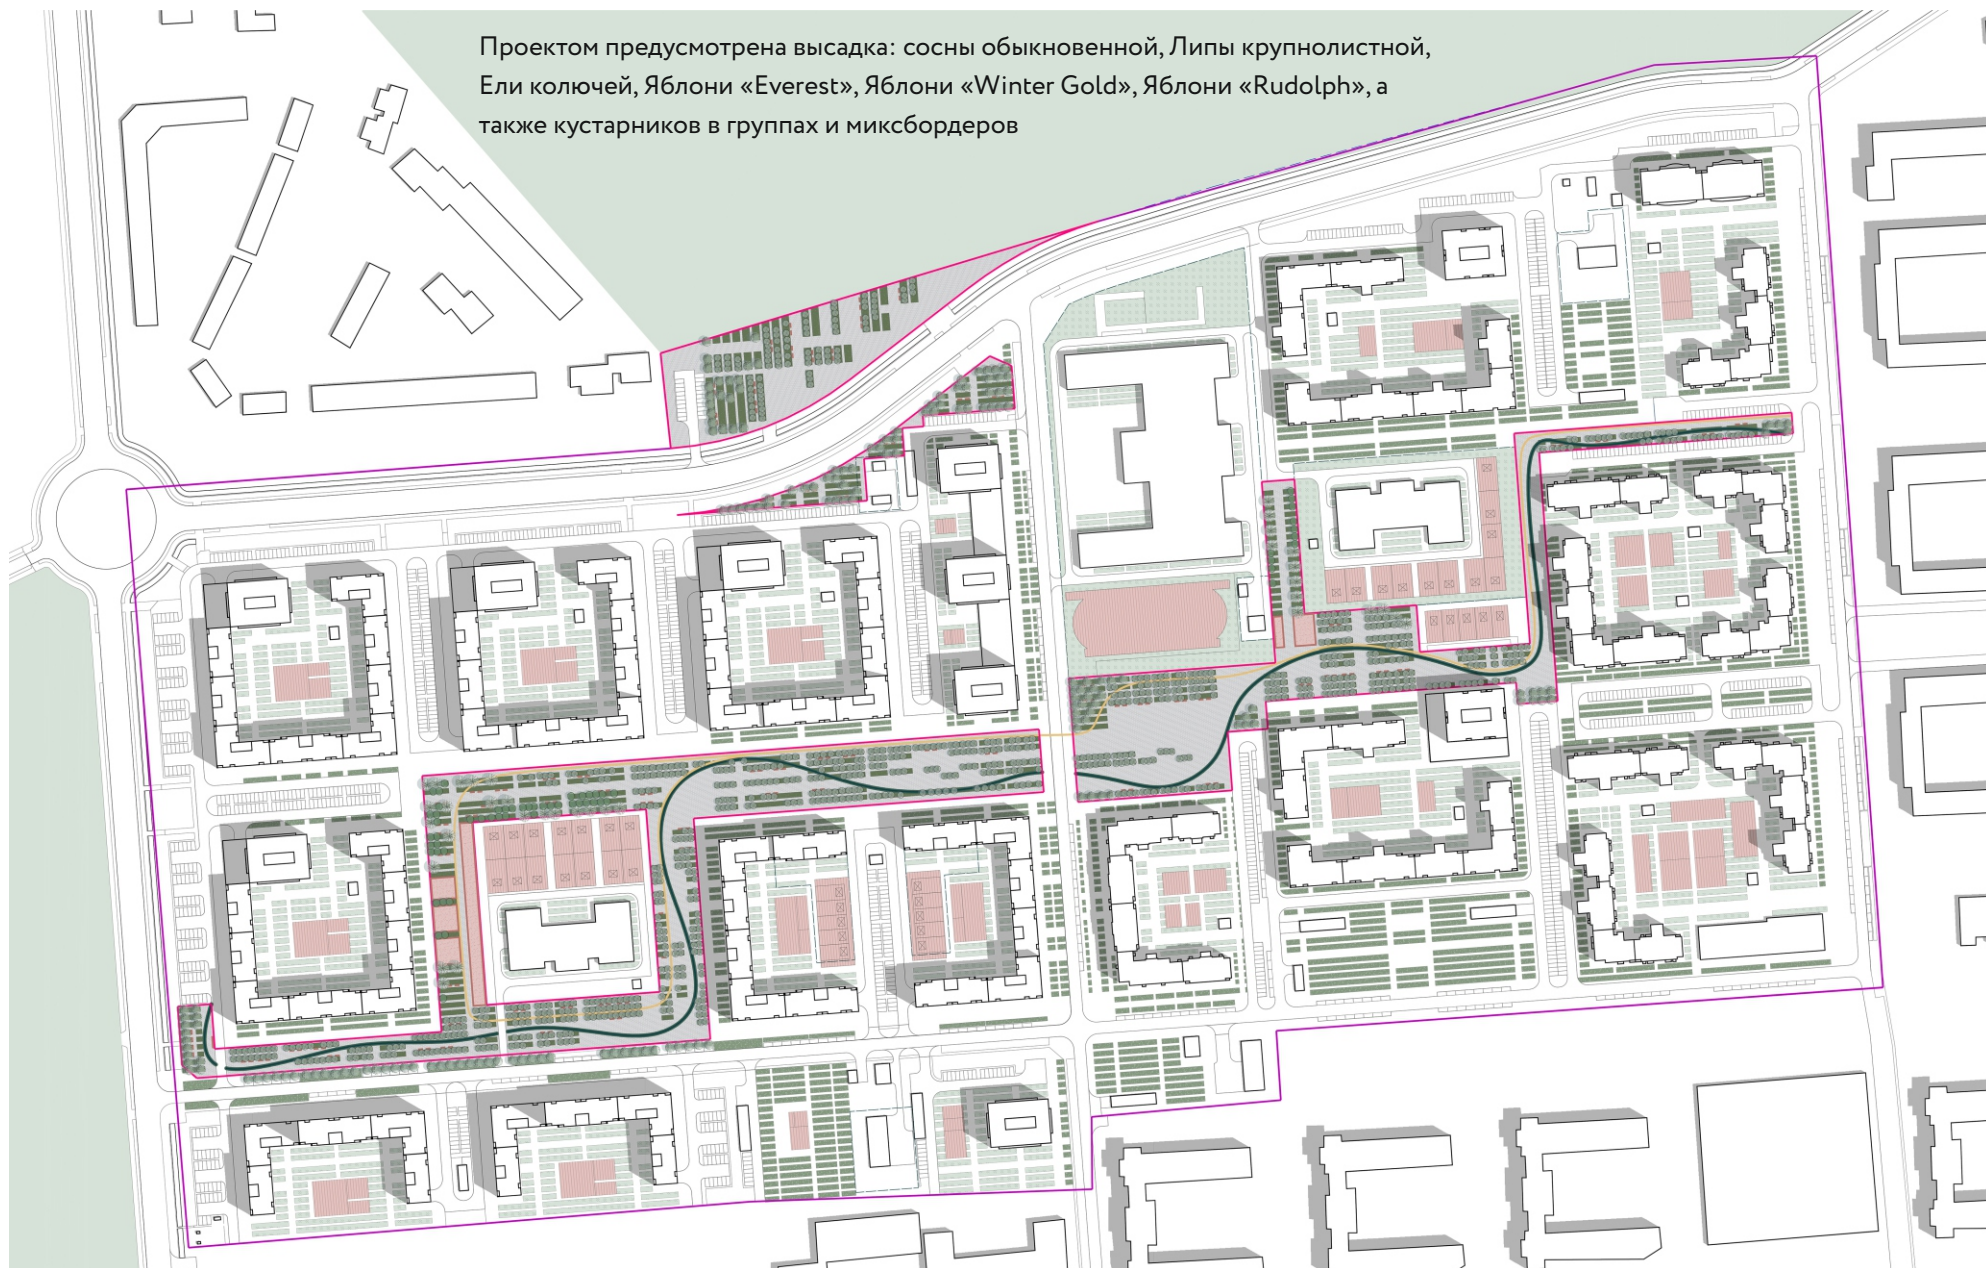 Проектом предусмотрена высадка: сосны обыкновенной, Липы крупнолистной,
Ели колючей, Яблони «Everest», Яблони «Winter Gold», Яблони «Rudolph», а
также кустарников в группах и миксбордеров